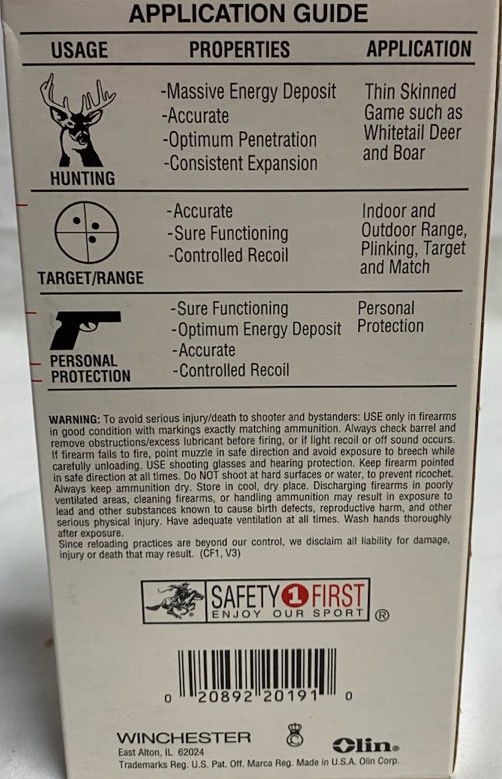 APPLICATION GUIDE
USAGE PROPERTIES APPLICATION
-Massive Energy Deposit
-Accurate
-Optimum Penetration
-Consistent Expansion
Thin Skinned
Game such as
Whitetail Deer
and Boar
HUNTING
-Accurate
-Sure Functioning
-Controlled Recoil
Indoor and
Outdoor Range,
Plinking, Target
and Match
TARGET/RANGE
-Sure Functioning
-Optimum Energy Deposit
-Accurate
-Controlled Recoil
Personal
Protection
PERSONAL
PROTECTION
WARNING: To avoid serious injury/death to shooter and bystanders: USE only in firearms
in good condition with markings exactly matching ammunition. Always check barrel and
remove obstructions/excess lubricant before firing, or if light recoil or off sound occurs.
If firearm fails to fire, point muzzle in safe direction and avoid exposure to breech while
carefully unloading. USE shooting glasses and hearing protection. Keep firearm pointed
in safe direction at all times. Do NOT shoot at hard surfaces or water, to prevent ricochet.
Always keep ammunition dry. Store in cool, dry place. Discharging firearms in poorly
ventilated areas, cleaning firearms, or handling ammunition may result in exposure to
lead and other substances known to cause birth defects, reproductive harm, and other
serious physical injury. Have adequate ventilation at all times. Wash hands thoroughly
after exposure.
Since reloading practices are beyond our control, we disclaim all liability for damage,
injury or death that may result. (CF1, V3)
SAFETY 1 FIRST
ENJOY OUR SPORT ®
0 20892 20191 0
WINCHESTER
Olin®
East Alton, IL 62024
Trademarks Reg. U.S. Pat. Off. Marca Reg. Made in U.S.A. Olin Corp.